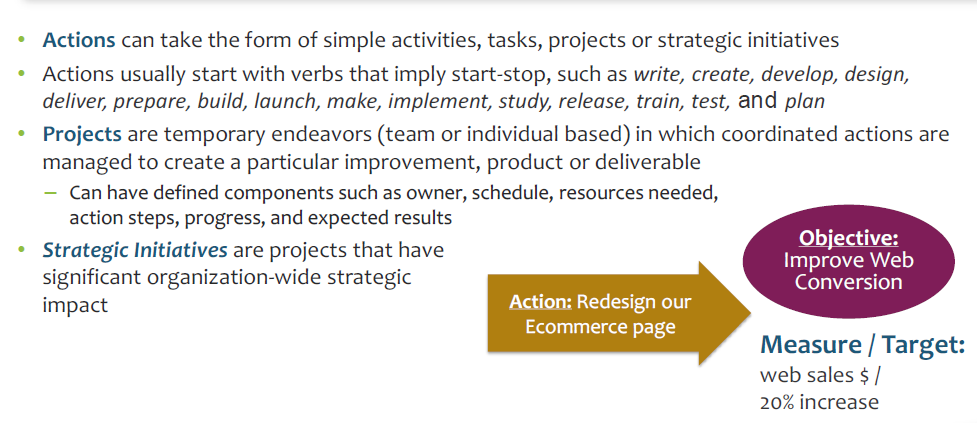 • Actions can take the form of simple activities, tasks, projects or strategic initiatives
• Actions usually start with verbs that imply start-stop, such as write, create, develop, design,
deliver, prepare, build, launch, make, implement, study, release, train, test, and plan
• Projects are temporary endeavors (team or individual based) in which coordinated actions are
managed to create a particular improvement, product or deliverable
– Can have defined components such as owner, schedule, resources needed,
action steps, progress, and expected results
• Strategic Initiatives are projects that have
significant organization-wide strategic
impact
Action: Redesign our
Ecommerce page
Objective:
Improve Web
Conversion
Measure / Target:
web sales $ /
20% increase